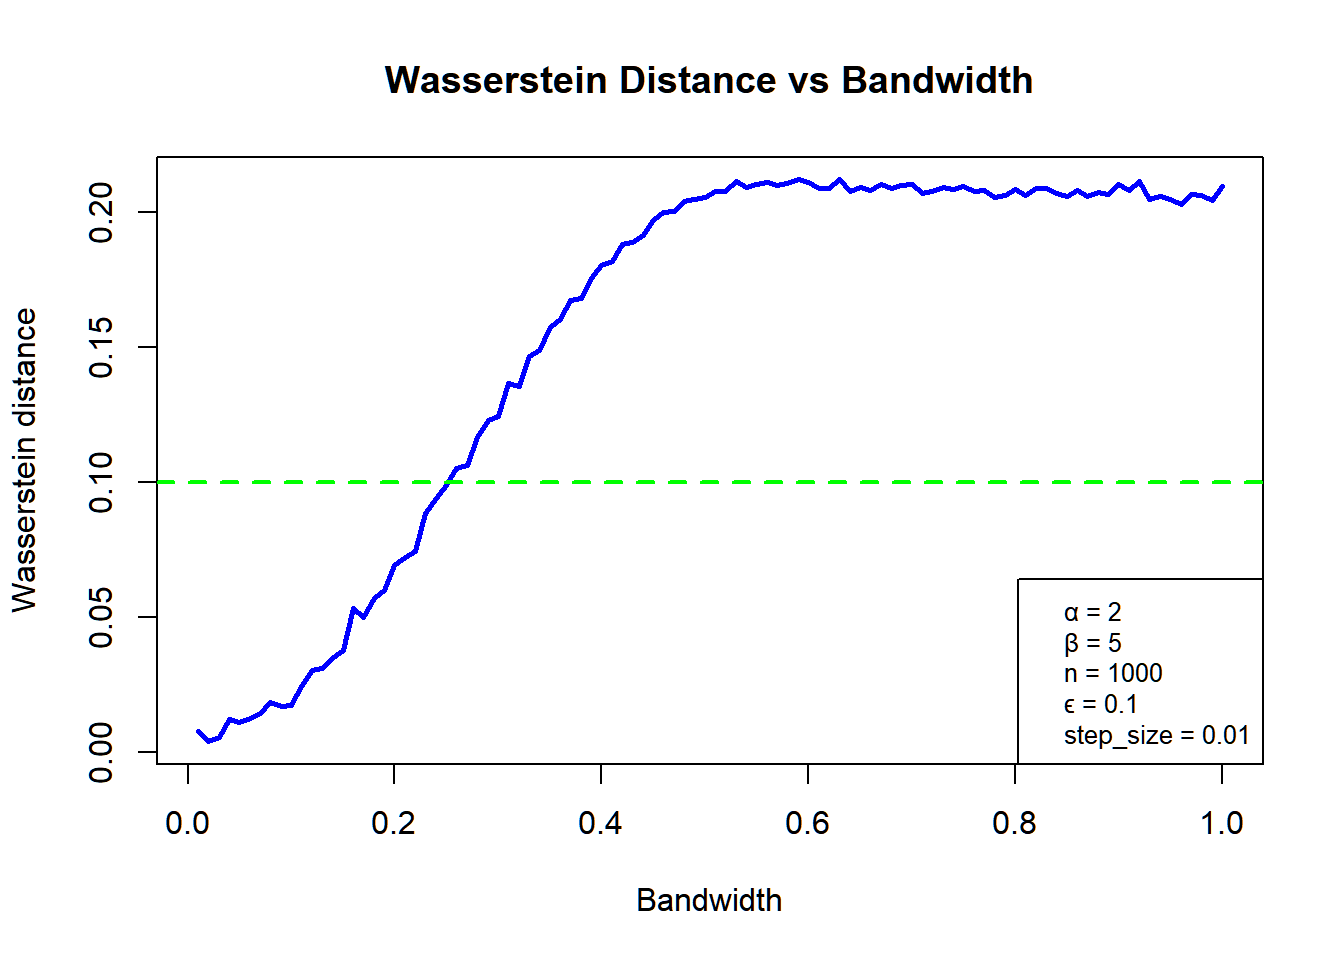 Wasserstein Distance vs Bandwidth
Wasserstein distance
0.20
0.15
0.10
0.05
0.00
α = 2
β = 5
n = 1000
ϵ = 0.1
step_size = 0.01
0.0 0.2 0.4 0.6 0.8 1.0
Bandwidth